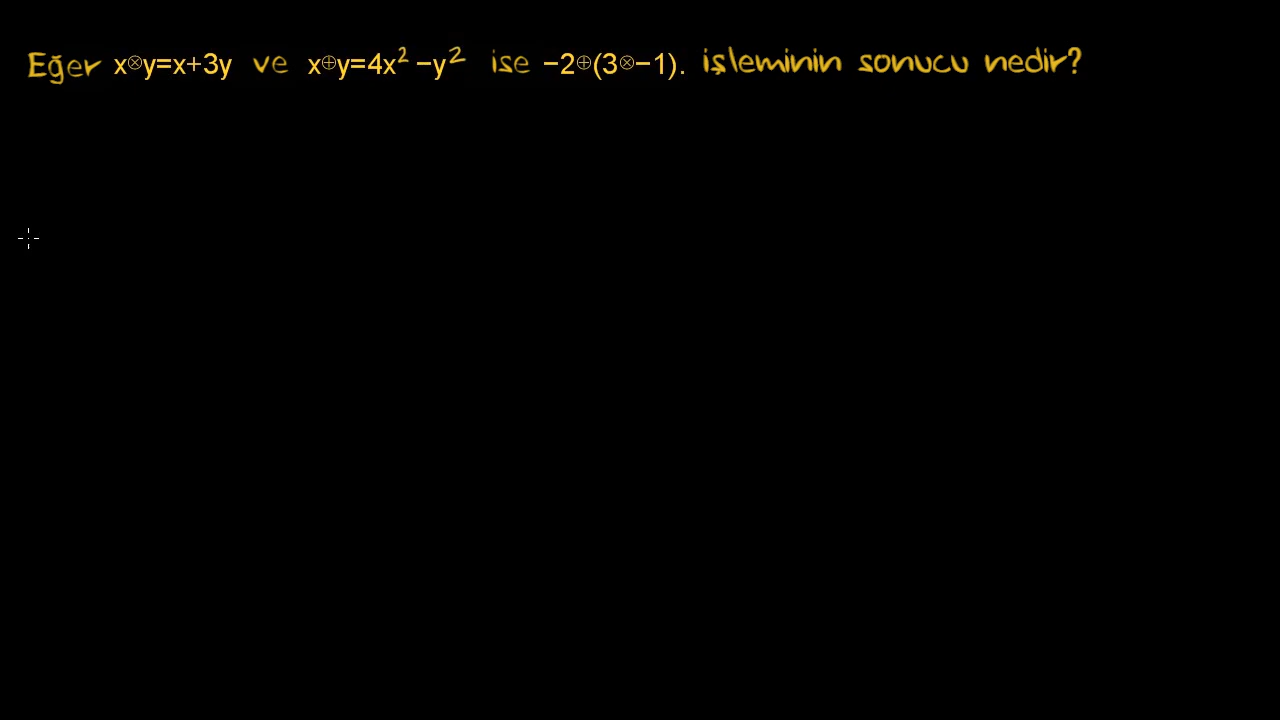 Eğer x⊗y=x+3y ve x⊕y=4x² −y² ise −2⊕(3⊗−1). işleminin sonucu nedir?